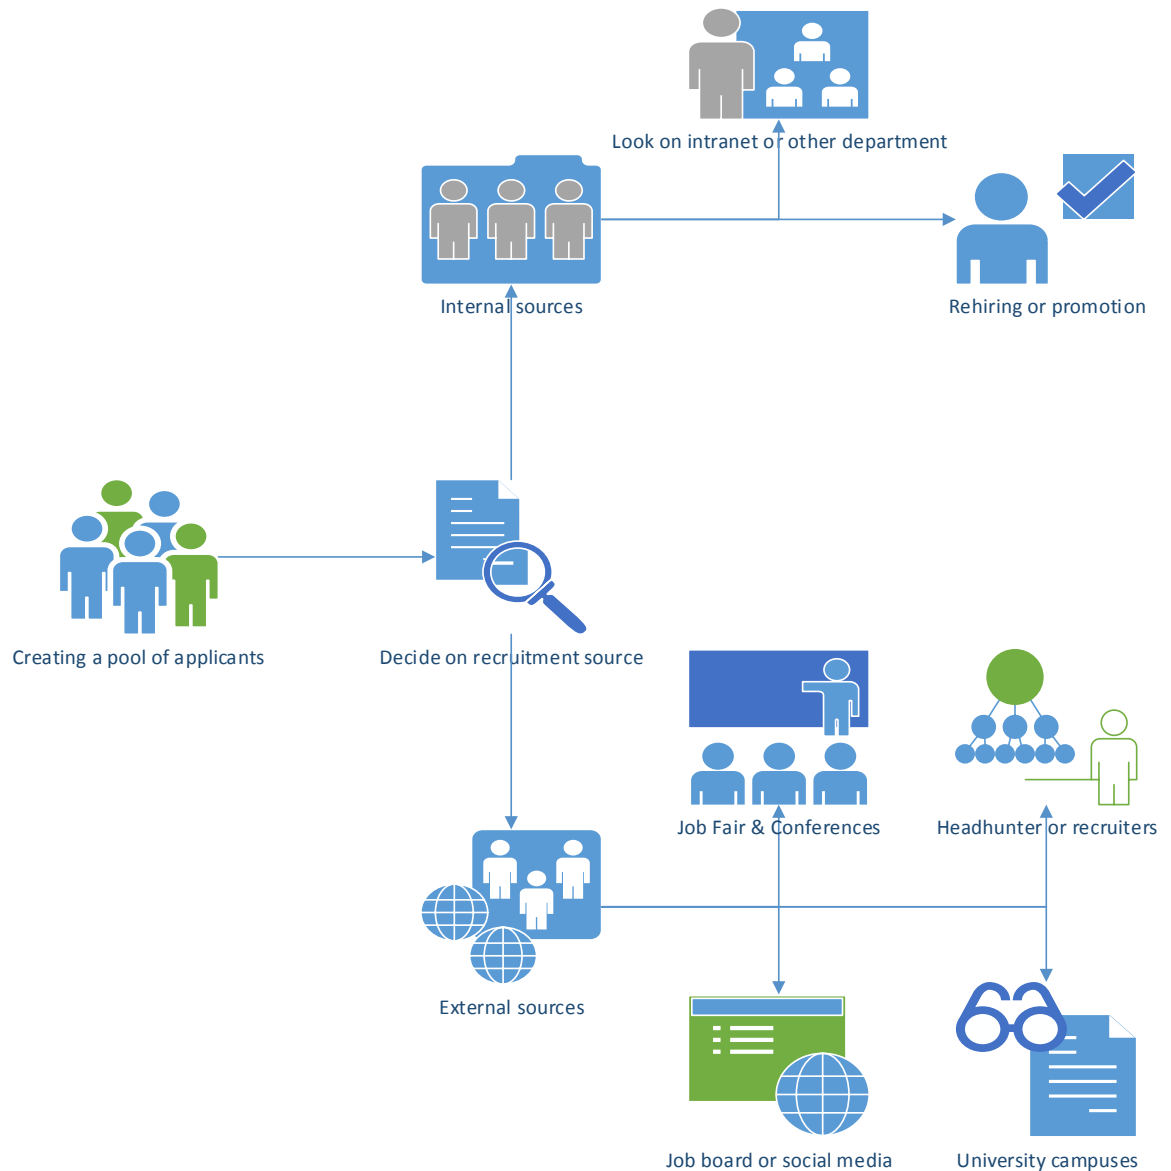 Look on intranet or other department
Internal sources
Rehiring or promotion
Creating a pool of applicants
Decide on recruitment source
Job Fair & Conferences
Headhunter or recruiters
External sources
Job board or social media
University campuses